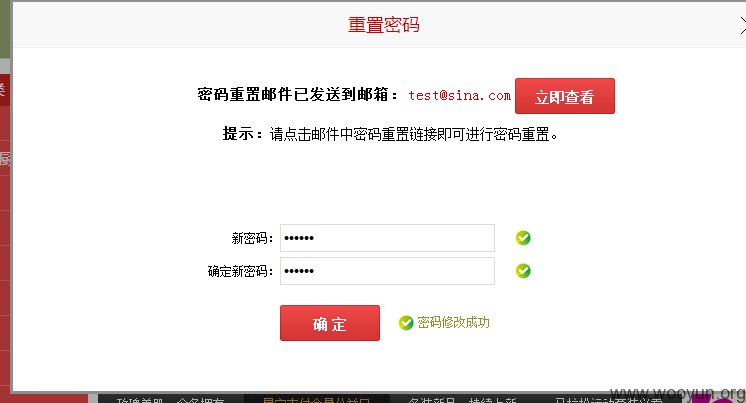 重置密码
密码重置邮件已发送到邮箱：test@sina.com 立即查看
提示：请点击邮件中密码重置链接即可进行密码重置。
新密码：••••••
确定新密码：••••••
确 定 密码修改成功
www.wooyun.org